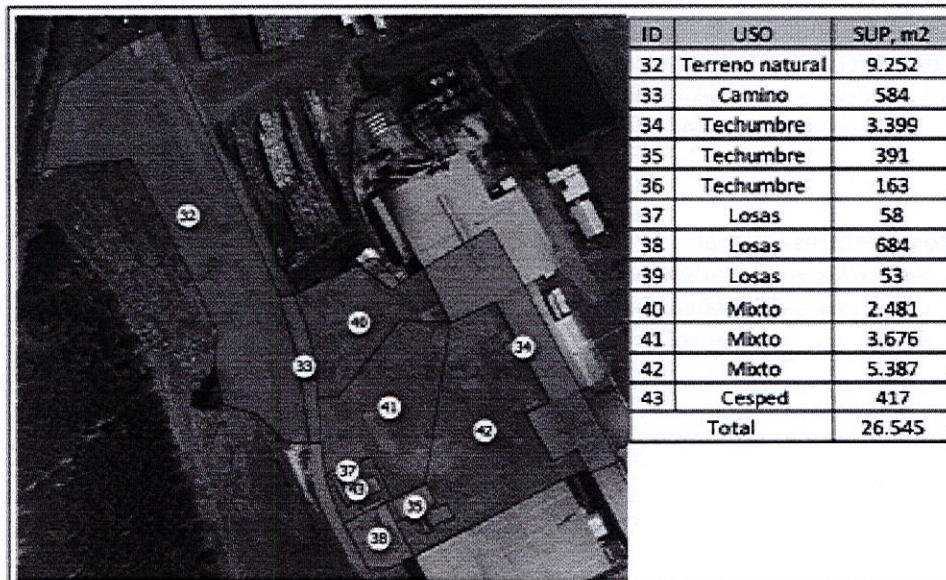 ID USO SUP, m2
32 Terreno natural 9.252
33 Camino 584
34 Techumbre 3.399
35 Techumbre 391
36 Techumbre 163
37 Losas 58
38 Losas 684
39 Losas 53
40 Mixto 2.481
41 Mixto 3.676
42 Mixto 5.387
43 Cesped 417
Total 26.545
32
40
34
33
41
42
37
43
35
38